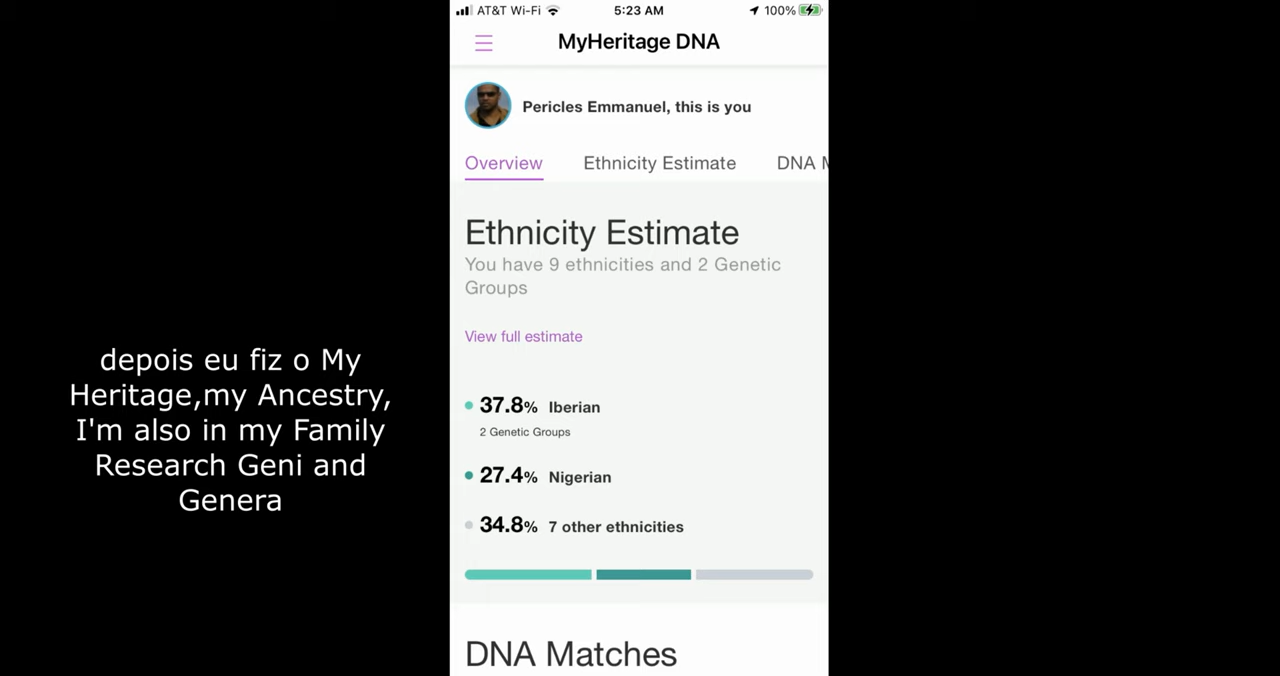 AT&T Wi-Fi 5:23 AM 100%
MyHeritage DNA
Pericles Emmanuel, this is you
Overview Ethnicity Estimate DNA M
Ethnicity Estimate
You have 9 ethnicities and 2 Genetic
Groups
View full estimate
37.8% Iberian
2 Genetic Groups
27.4% Nigerian
34.8% 7 other ethnicities
DNA Matches
depois eu fiz o My
Heritage,my Ancestry,
I'm also in my Family
Research Geni and
Genera